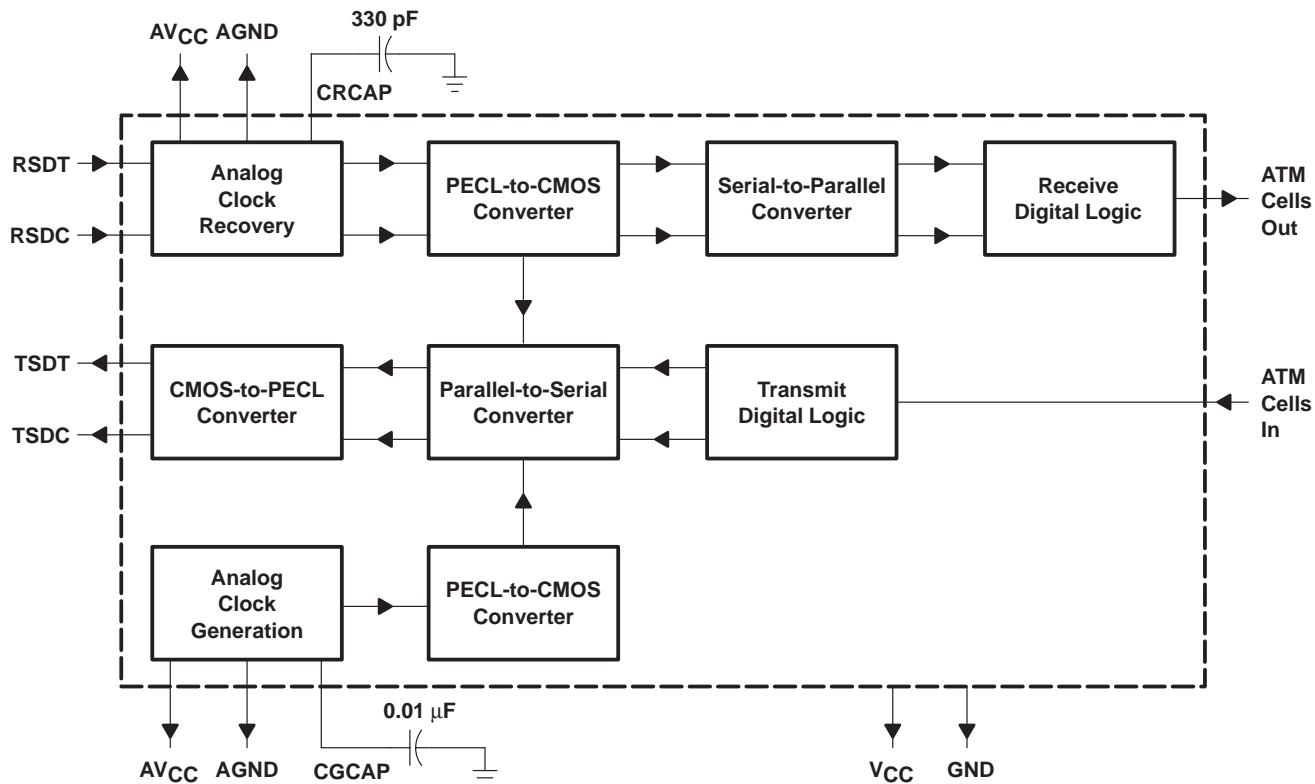 330 pF
AVCC AGND
CRCAP
RSDT
RSDC
Analog
Clock
Recovery
PECL-to-CMOS
Converter
Serial-to-Parallel
Converter
Receive
Digital Logic
ATM
Cells
Out
TSDT
TSDC
CMOS-to-PECL
Converter
Parallel-to-Serial
Converter
Transmit
Digital Logic
ATM
Cells
In
Analog
Clock
Generation
PECL-to-CMOS
Converter
0.01 μF
AVCC AGND CGCAP
VCC GND